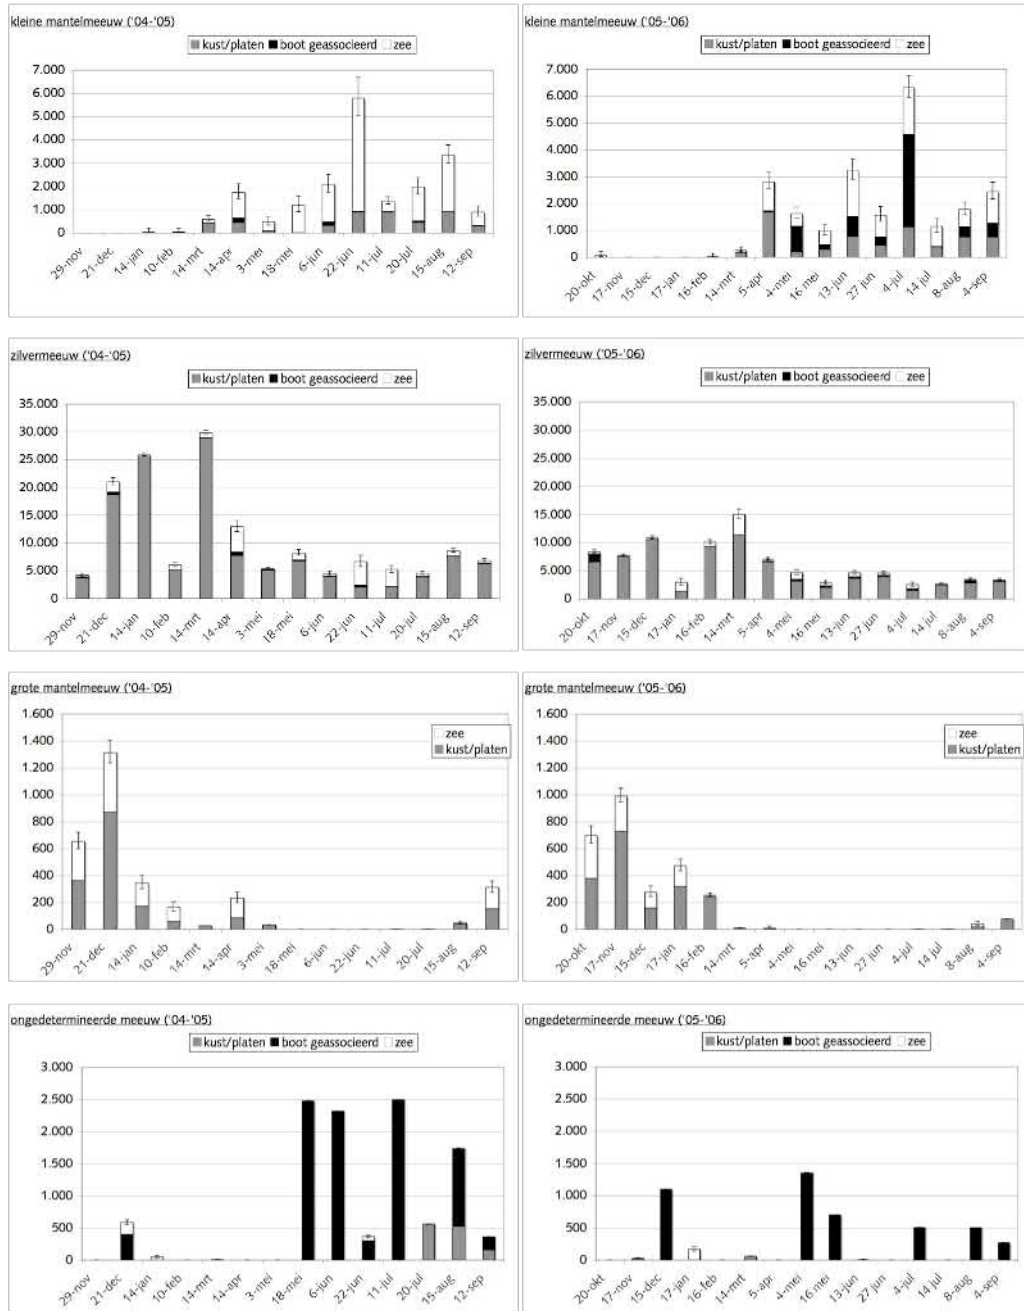 kleine mantelmeeuw ('04-'05)
kust/platen boot geassocieerd zee
7.000
6.000
5.000
4.000
3.000
2.000
1.000
0
29-nov 21-dec 14-jan 10-feb 14-mrt 14-apr 3-mei 18-mei 6-jun 22-jun 11-jul 20-jul 15-aug 12-sep
kleine mantelmeeuw ('05-'06)
kust/platen boot geassocieerd zee
7.000
6.000
5.000
4.000
3.000
2.000
1.000
0
20-okt 17-nov 15-dec 17-jan 16-feb 14-mrt 5-apr 4-mei 16 mei 13-jun 27 jun 4-jul 14 jul 8-aug 4-sep
zilvermeeuw ('04-'05)
kust/platen boot geassocieerd zee
35.000
30.000
25.000
20.000
15.000
10.000
5.000
0
29-nov 21-dec 14-jan 10-feb 14-mrt 14-apr 3-mei 18-mei 6-jun 22-jun 11-jul 20-jul 15-aug 12-sep
zilvermeeuw ('05-'06)
kust/platen boot geassocieerd zee
35.000
30.000
25.000
20.000
15.000
10.000
5.000
0
20-okt 17-nov 15-dec 17-jan 16-feb 14-mrt 5-apr 4-mei 16 mei 13-jun 27 jun 4-jul 14 jul 8-aug 4-sep
grote mantelmeeuw ('04-'05)
zee
kust/platen
1.600
1.400
1.200
1.000
800
600
400
200
0
29-nov 21-dec 14-jan 10-feb 14-mrt 14-apr 3-mei 18-mei 6-jun 22-jun 11-jul 20-jul 15-aug 12-sep
grote mantelmeeuw ('05-'06)
zee
kust/platen
1.600
1.400
1.200
1.000
800
600
400
200
0
20-okt 17-nov 15-dec 17-jan 16-feb 14-mrt 5-apr 4-mei 16 mei 13-jun 27 jun 4-jul 14 jul 8-aug 4-sep
ongedetermineerde meeuw ('04-'05)
kust/platen boot geassocieerd zee
3.000
2.500
2.000
1.500
1.000
500
0
29-nov 21-dec 14-jan 10-feb 14-mrt 14-apr 3-mei 18-mei 6-jun 22-jun 11-jul 20-jul 15-aug 12-sep
ongedetermineerde meeuw ('05-'06)
kust/platen boot geassocieerd zee
3.000
2.500
2.000
1.500
1.000
500
0
20-okt 17-nov 15-dec 17-jan 16-feb 14-mrt 5-apr 4-mei 16 mei 13-jun 27-jun 4-jul 14 jul 8-aug 4-sep